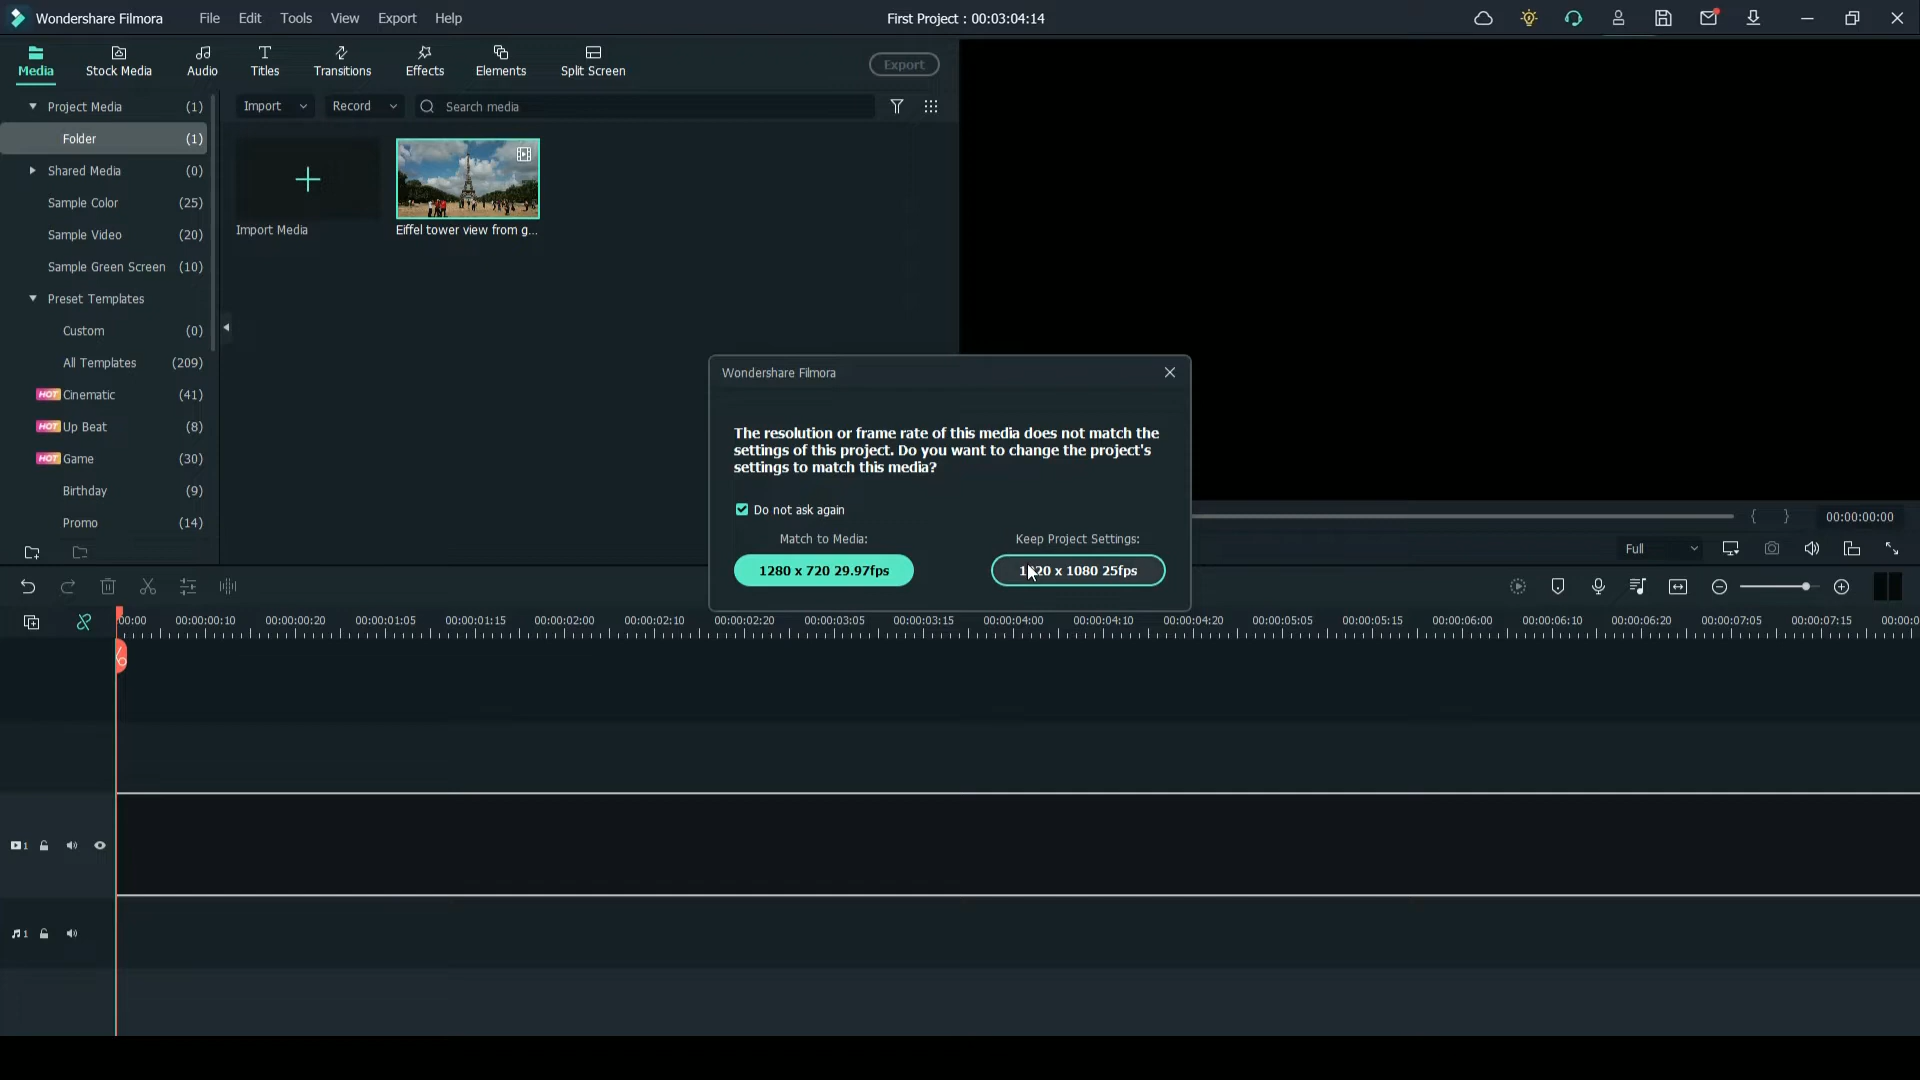 Wondershare Filmora File Edit Tools View Export Help First Project : 00:03:04:14
Media Stock Media Audio Titles Transitions Effects Elements Split Screen Export
Project Media (1)
Folder (1)
Shared Media (0)
Sample Color (25)
Sample Video (20)
Sample Green Screen (10)
Preset Templates
Custom (0)
All Templates (209)
HOT Cinematic (41)
HOT Up Beat (8)
HOT Game (30)
Birthday (9)
Promo (14)
Import Record Search media
Import Media Eiffel tower view from g...
Wondershare Filmora
The resolution or frame rate of this media does not match the
settings of this project. Do you want to change the project's
settings to match this media?
Do not ask again
Match to Media: Keep Project Settings:
1280 x 720 29.97fps x 1080 25fps
{ } 00:00:00:00
Full
00:00 00:00:00:10 00:00:00:20 00:00:01:05 00:00:01:15 00:00:02:00 00:00:02:10 00:00:02:20 00:00:03:05 00:00:03:15 00:00:04:00 00:00:04:10 00:00:04:20 00:00:05:05 00:00:05:15 00:00:06:00 00:00:06:10 00:00:06:20 00:00:07:05 00:00:07:15 00:00:0
1
1